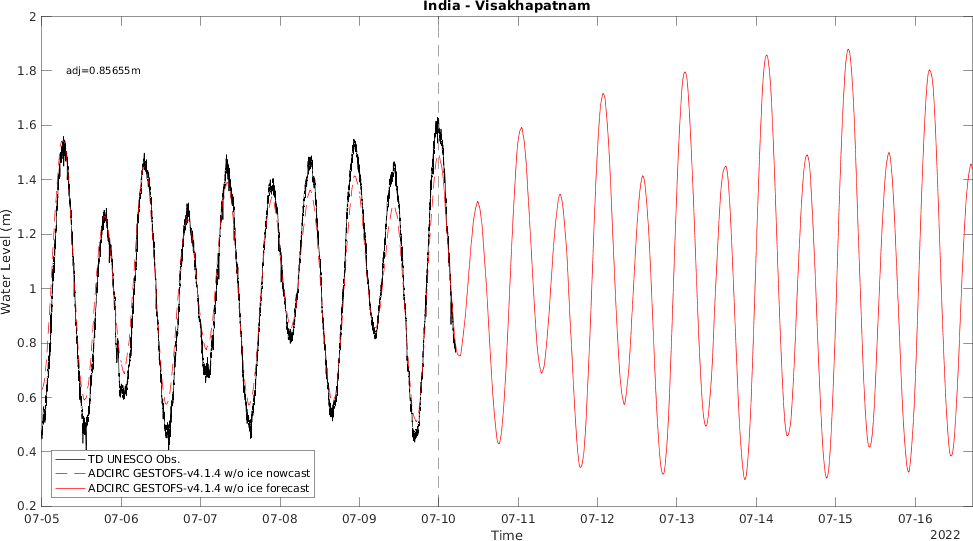 India - Visakhapatnam
2
1.8
1.6
1.4
1.2
1
0.8
0.6
0.4
0.2
Water Level (m)
adj=0.85655m
TD UNESCO Obs.
ADCIRC GESTOFS-v4.1.4 w/o ice nowcast
ADCIRC GESTOFS-v4.1.4 w/o ice forecast
07-05 07-06 07-07 07-08 07-09 07-10 07-11 07-12 07-13 07-14 07-15 07-16
Time
2022